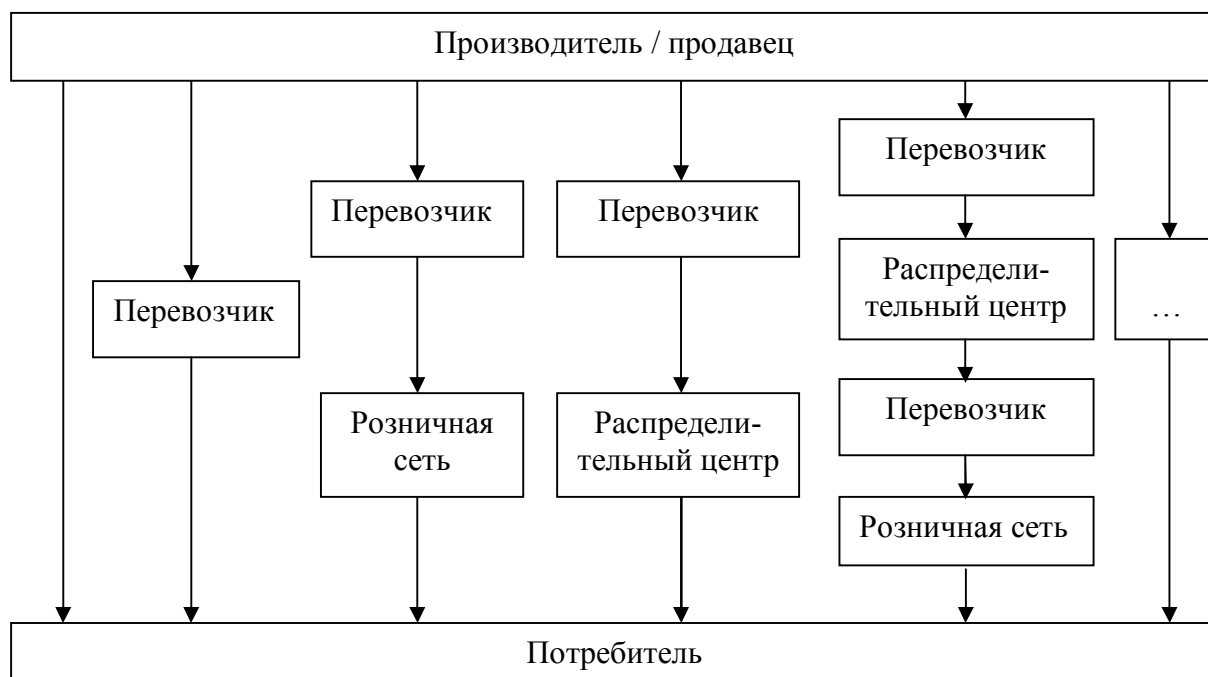 Производитель / продавец
Перевозчик
Перевозчик
Розничная
сеть
Перевозчик
Распредели-
тельный центр
Перевозчик
Распредели-
тельный центр
Перевозчик
Розничная сеть
…
Потребитель